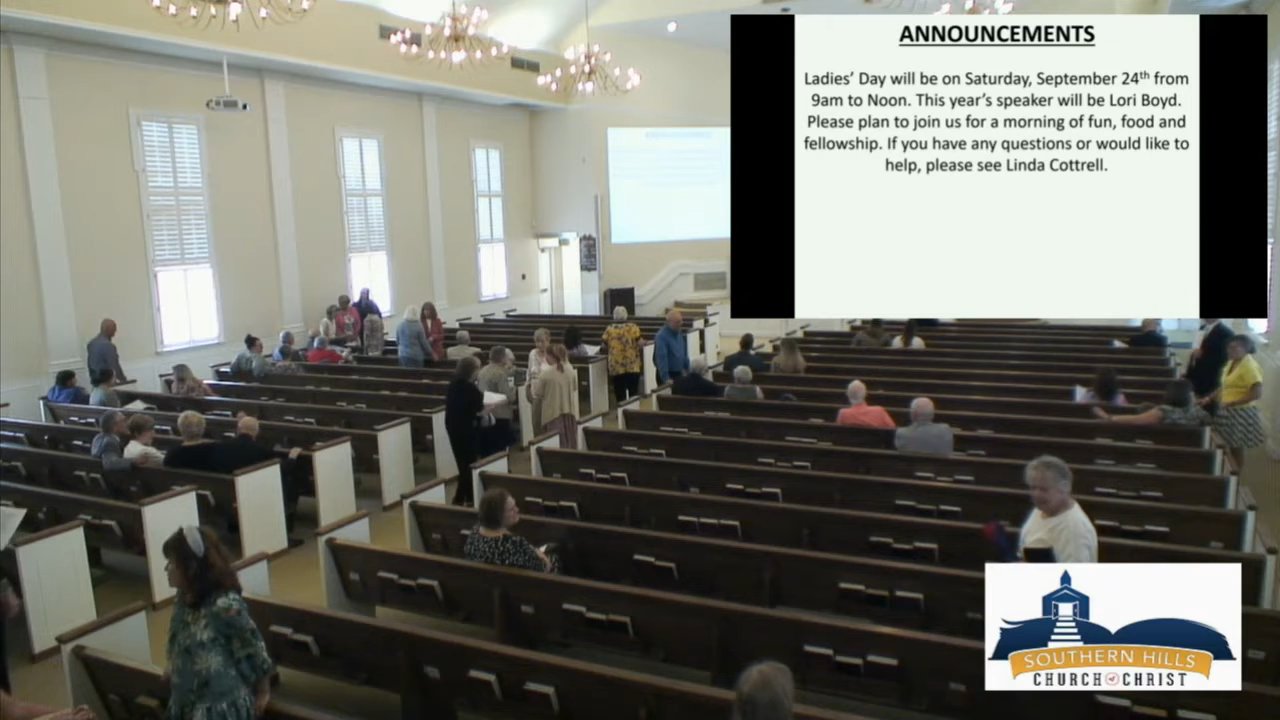 ANNOUNCEMENTS
Ladies' Day will be on Saturday, September 24th from
9am to Noon. This year's speaker will be Lori Boyd.
Please plan to join us for a morning of fun, food and
fellowship. If you have any questions or would like to
help, please see Linda Cottrell.
SOUTHERN HILLS
CHURCH of CHRIST